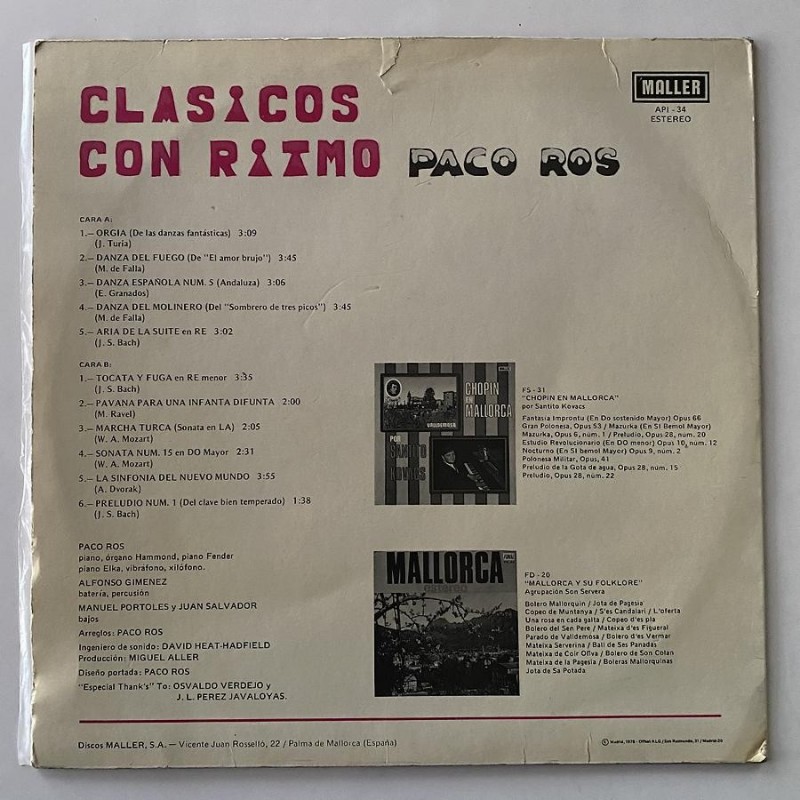 CLASICOS
CON RITMO PACO ROS
MALLER
API - 34
ESTEREO
CARA A:
1.— ORGIA (De las danzas fantásticas) 3:09
(J. Turia)
2.— DANZA DEL FUEGO (De "El amor brujo") 3:45
(M. de Falla)
3.— DANZA ESPAÑOLA NUM. 5 (Andaluza) 3:06
(E. Granados)
4.— DANZA DEL MOLINERO (Del "Sombrero de tres picos") 3:45
(M. de Falla)
5.— ARIA DE LA SUITE en RE 3:02
(J. S. Bach)
CARA B:
1.— TOCATA Y FUGA en RE menor 3:35
(J. S. Bach)
2.— PAVANA PARA UNA INFANTA DIFUNTA 2:00
(M. Ravel)
3.— MARCHA TURCA (Sonata en LA) 2:05
(W. A. Mozart)
4.— SONATA NUM. 15 en DO Mayor 2:31
(W. A. Mozart)
5.— LA SINFONIA DEL NUEVO MUNDO 3:55
(A. Dvorak)
6.— PRELUDIO NUM. 1 (Del clave bien temperado) 1:38
(J. S. Bach)
PACO ROS
piano, órgano Hammond, piano Fender
piano Elka, vibráfono, xilófono.
ALFONSO GIMENEZ
batería, percusión
MANUEL PORTOLES y JUAN SALVADOR
bajos
Arreglos: PACO ROS
Ingeniero de sonido: DAVID HEAT-HADFIELD
Producción: MIGUEL ALLER
Diseño portada: PACO ROS
"Especial Thank's" To: OSVALDO VERDEJO y
J. L. PEREZ JAVALOYAS.
CHOPIN
EN
MALLORCA
VALLDEMOSA
POR
SANTITO
KOVACS
FS - 31
"CHOPIN EN MALLORCA"
por Santito Kovacs
Fantasia Impromtu (En Do sostenido Mayor) Opus 66
Gran Polonesa, Opus 53 / Mazurka (En SI bemol Mayor)
Mazurka, Opus 6, núm. 1 / Preludio, Opus 28, núm. 20
Estudio Revolucionario (En DO menor) Opus 10, núm. 12
Nocturno (En SI bemol Mayor) Opus 9, núm. 2
Polonesa Militar, Opus, 41
Preludio de la Gota de agua, Opus 28, núm. 15
Preludio, Opus 28, núm. 22
MALLORCA
estereo
FD - 20
"MALLORCA Y SU FOLKLORE"
Agrupación Son Servera
Bolero Mallorquin / Jota de Pagesia
Copeo de Muntanya / S'es Candalari / L'oferta
Una rosa en cada galta / Copeo d'es pla
Bolero del Sen Pere / Mateixa d'es Figueral
Parado de Valldemosa / Bolero d'es Vermar
Mateixa Serverina / Ball de Ses Panadas
Mateixa de Coir Oliva / Bolero de Son Colan
Mateixa de la Pagesia / Boleras Mallorquinas
Jota de Sa Potada
Discos MALLER, S.A. — Vicente Juan Rosselló, 22 / Palma de Mallorca (España)